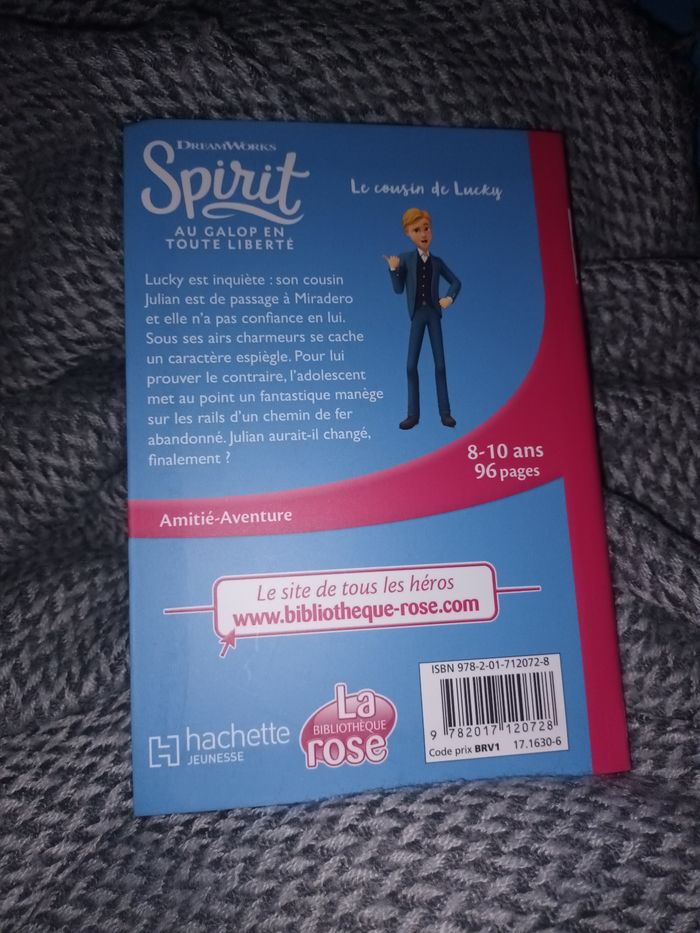 DREAMWORKS
Spirit
AU GALOP EN
TOUTE LIBERTÉ
Le cousin de Lucky
Lucky est inquiète : son cousin
Julian est de passage à Miradero
et elle n'a pas confiance en lui.
Sous ses airs charmeurs se cache
un caractère espiègle. Pour lui
prouver le contraire, l'adolescent
met au point un fantastique manège
sur les rails d'un chemin de fer
abandonné. Julian aurait-il changé,
finalement ?
8-10 ans
96 pages
Amitié-Aventure
Le site de tous les héros
www.bibliotheque-rose.com
hachette
JEUNESSE
La
BIBLIOTHÈQUE
rose
ISBN 978-2-01-712072-8
9 782017 120728
Code prix BRV1 17.1630-6